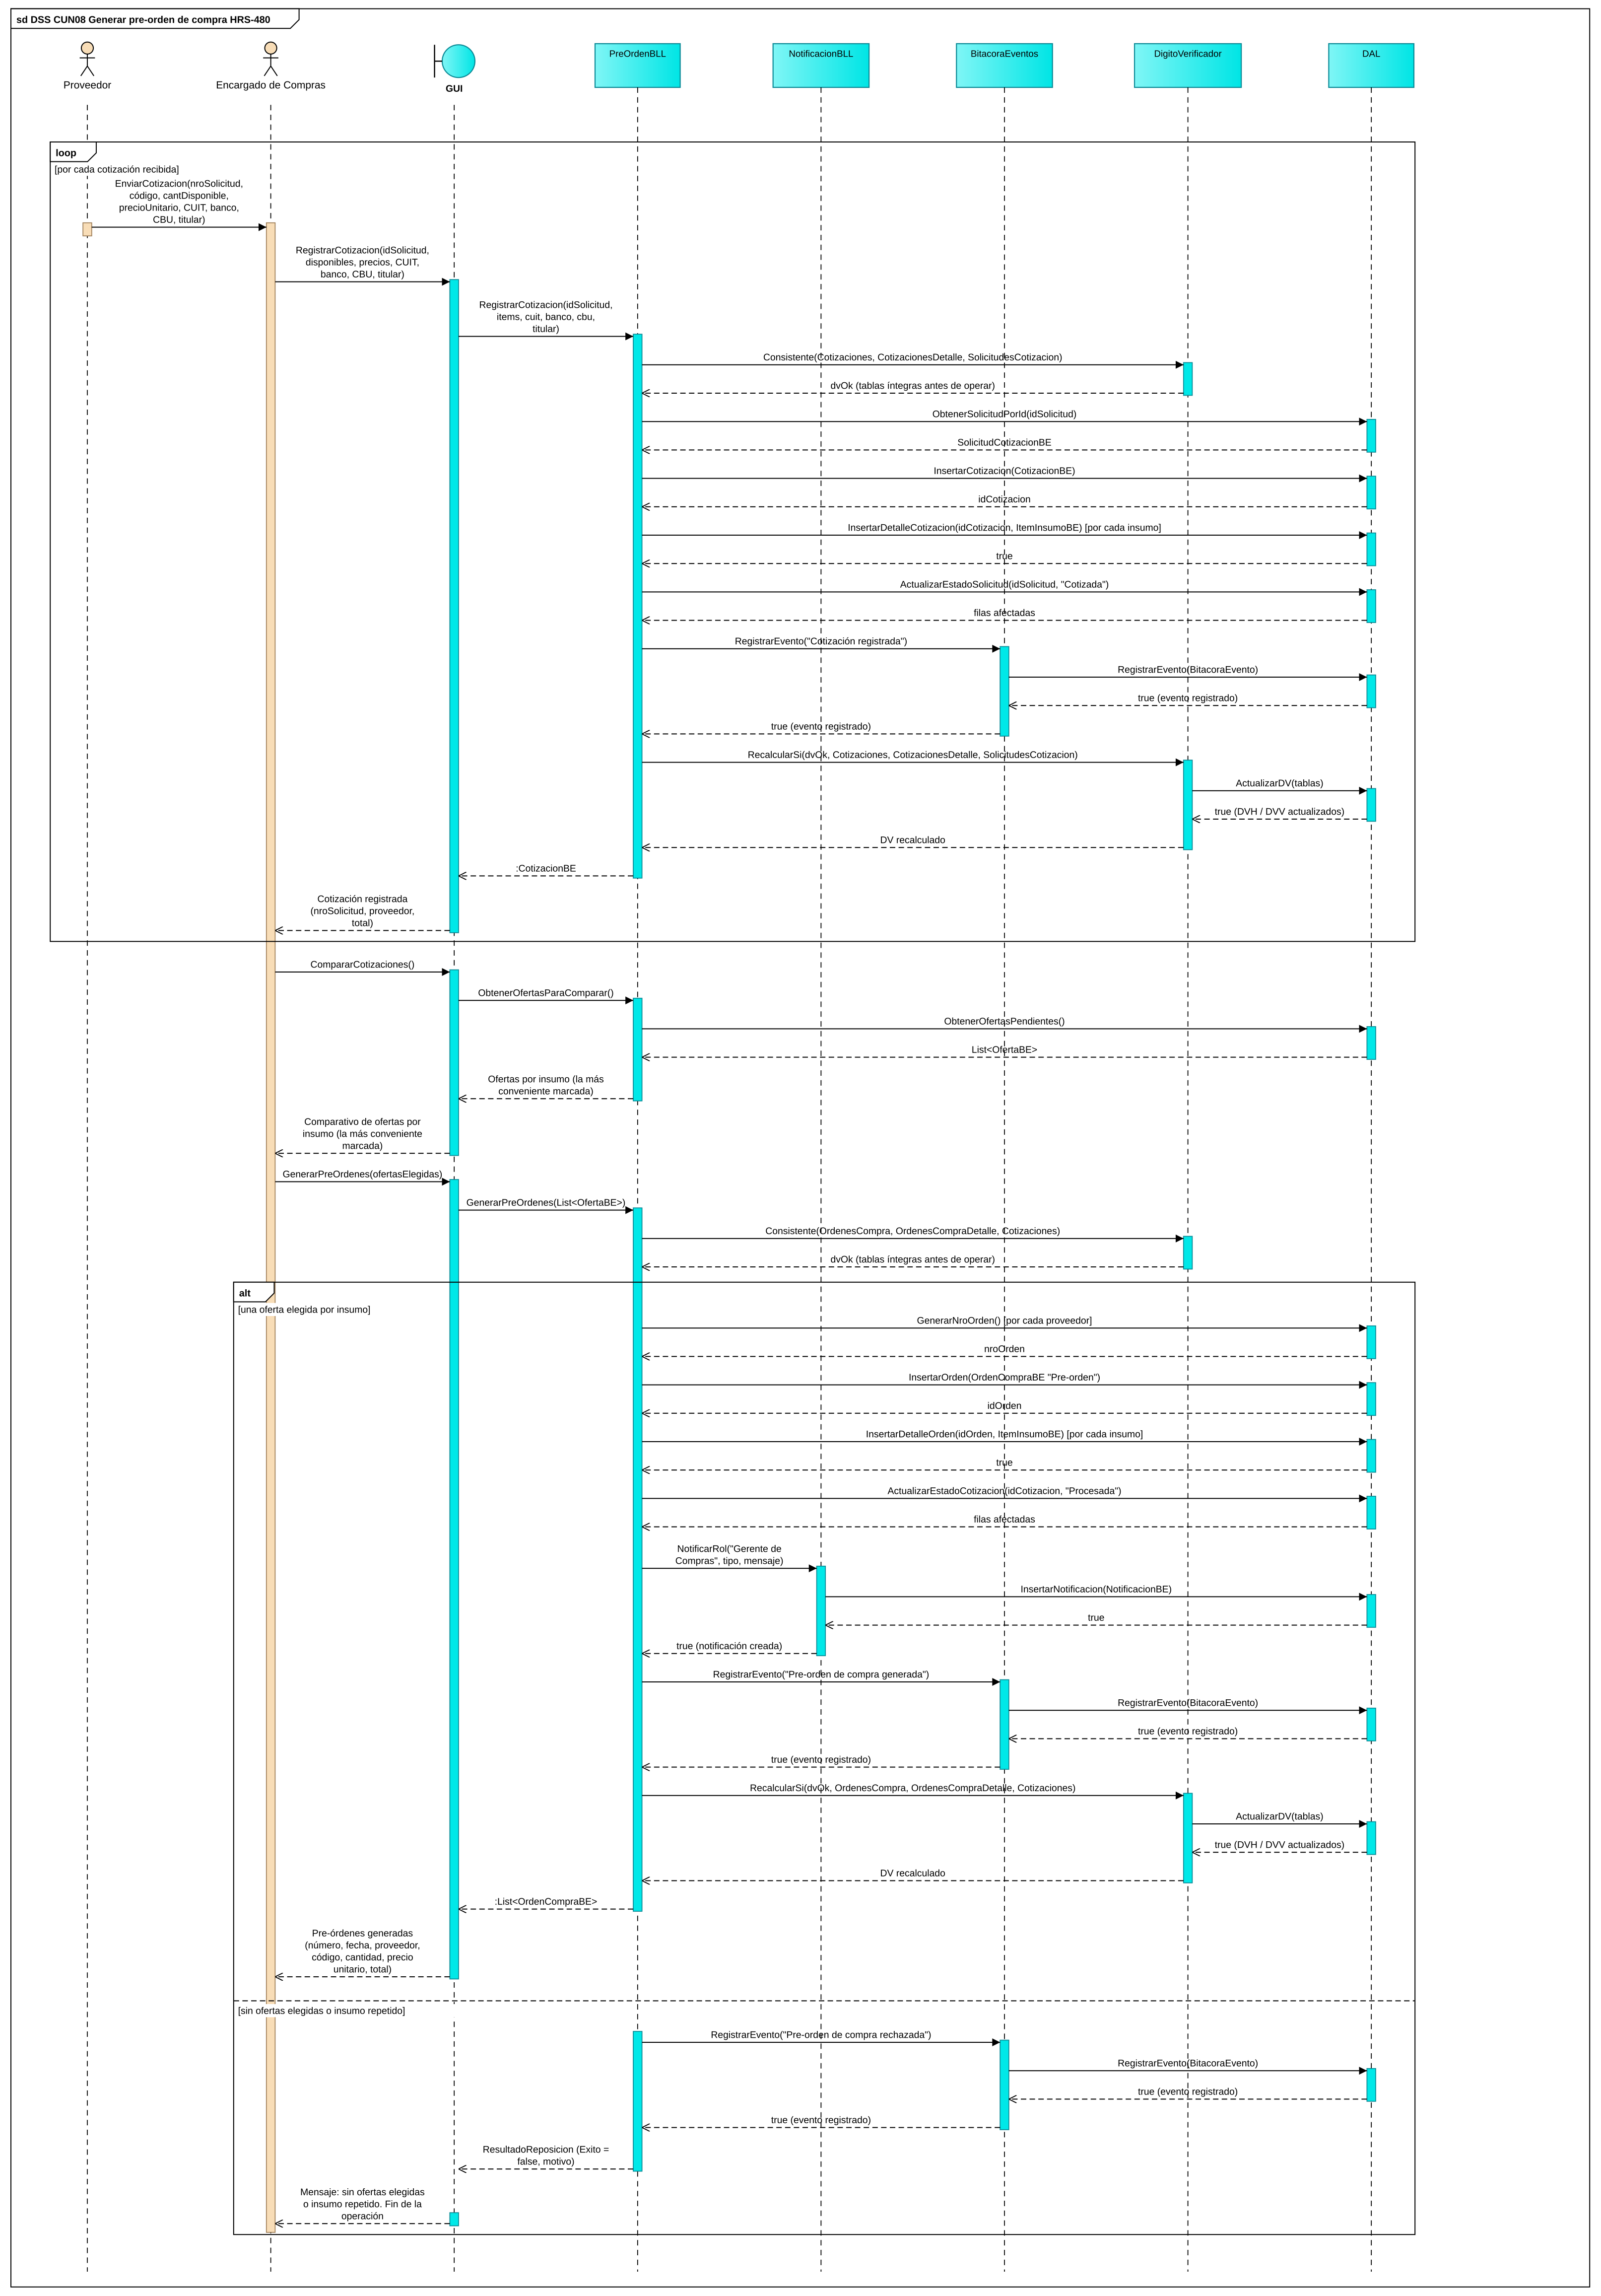 sd DSS CUN08 Generar pre-orden de compra HRS-480
Proveedor
Encargado de Compras
GUI
PreOrdenBLL
NotificacionBLL
BitacoraEventos
DigitoVerificador
DAL
loop
[por cada cotización recibida]
EnviarCotizacion(nroSolicitud,
código, cantDisponible,
precioUnitario, CUIT, banco,
CBU, titular)
RegistrarCotizacion(idSolicitud,
disponibles, precios, CUIT,
banco, CBU, titular)
RegistrarCotizacion(idSolicitud,
items, cuit, banco, cbu,
titular)
Consistente(Cotizaciones, CotizacionesDetalle, SolicitudesCotizacion)
dvOk (tablas íntegras antes de operar)
ObtenerSolicitudPorId(idSolicitud)
SolicitudCotizacionBE
InsertarCotizacion(CotizacionBE)
idCotizacion
InsertarDetalleCotizacion(idCotizacion, ItemInsumoBE) [por cada insumo]
true
ActualizarEstadoSolicitud(idSolicitud, "Cotizada")
filas afectadas
RegistrarEvento("Cotización registrada")
RegistrarEvento(BitacoraEvento)
true (evento registrado)
true (evento registrado)
RecalcularSi(dvOk, Cotizaciones, CotizacionesDetalle, SolicitudesCotizacion)
ActualizarDV(tablas)
true (DVH / DVV actualizados)
DV recalculado
:CotizacionBE
Cotización registrada
(nroSolicitud, proveedor,
total)
CompararCotizaciones()
ObtenerOfertasParaComparar()
ObtenerOfertasPendientes()
List<OfertaBE>
Ofertas por insumo (la más
conveniente marcada)
Comparativo de ofertas por
insumo (la más conveniente
marcada)
GenerarPreOrdenes(ofertasElegidas)
GenerarPreOrdenes(List<OfertaBE>)
Consistente(OrdenesCompra, OrdenesCompraDetalle, Cotizaciones)
dvOk (tablas íntegras antes de operar)
alt
[una oferta elegida por insumo]
GenerarNroOrden() [por cada proveedor]
nroOrden
InsertarOrden(OrdenCompraBE "Pre-orden")
idOrden
InsertarDetalleOrden(idOrden, ItemInsumoBE) [por cada insumo]
true
ActualizarEstadoCotizacion(idCotizacion, "Procesada")
filas afectadas
NotificarRol("Gerente de
Compras", tipo, mensaje)
InsertarNotificacion(NotificacionBE)
true
true (notificación creada)
RegistrarEvento("Pre-orden de compra generada")
RegistrarEvento(BitacoraEvento)
true (evento registrado)
true (evento registrado)
RecalcularSi(dvOk, OrdenesCompra, OrdenesCompraDetalle, Cotizaciones)
ActualizarDV(tablas)
true (DVH / DVV actualizados)
DV recalculado
:List<OrdenCompraBE>
Pre-órdenes generadas
(número, fecha, proveedor,
código, cantidad, precio
unitario, total)
[sin ofertas elegidas o insumo repetido]
RegistrarEvento("Pre-orden de compra rechazada")
RegistrarEvento(BitacoraEvento)
true (evento registrado)
true (evento registrado)
ResultadoReposicion (Exito =
false, motivo)
Mensaje: sin ofertas elegidas
o insumo repetido. Fin de la
operación